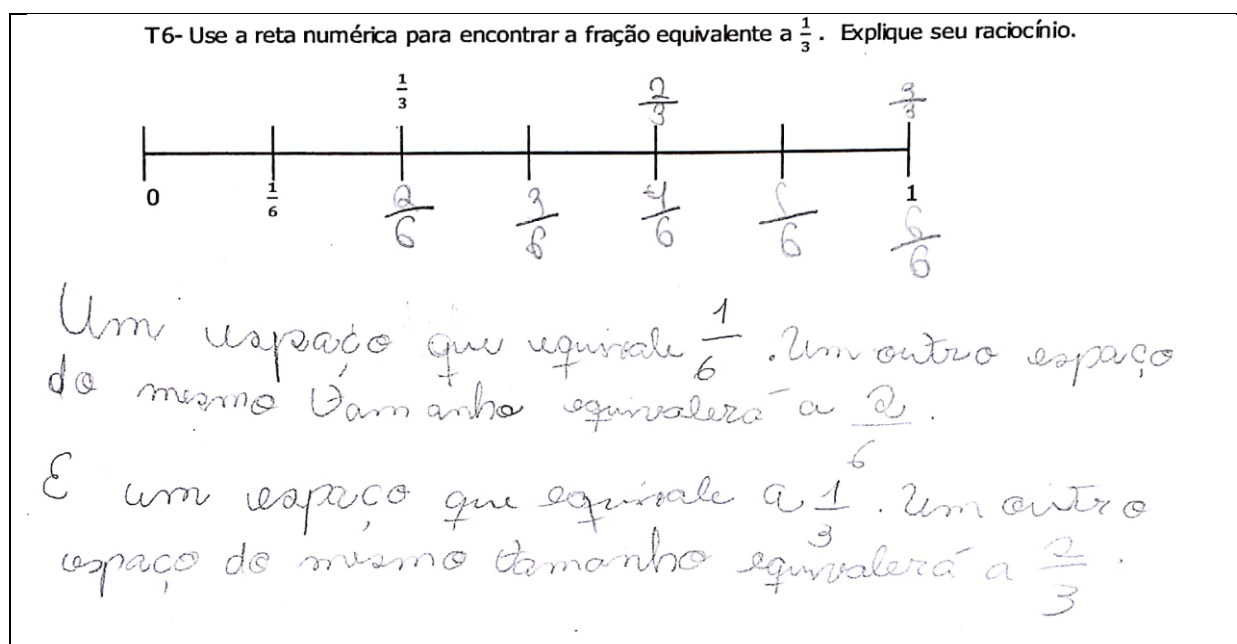 T6- Use a reta numérica para encontrar a fração equivalente a 1/3. Explique seu raciocínio.
1/3 2/3 3/3
0 1/6 2/6 3/6 4/6 5/6 1
6/6
Um espaço que equivale 1/6. Um outro espaço
do mesmo tamanho equivalerá a 2/6.
E um espaço que equivale a 1/3. Um outro
espaço do mesmo tamanho equivalerá a 2/3.